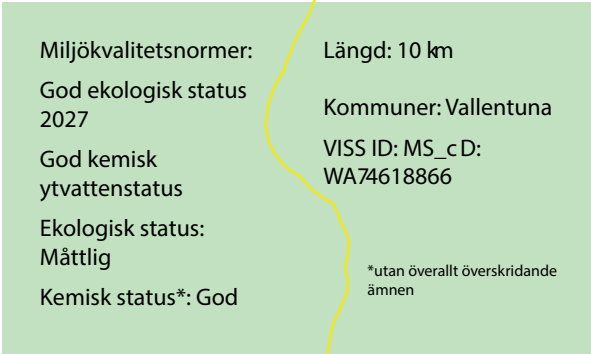 Miljökvalitetsnormer:
God ekologisk status
2027
God kemisk
ytvattenstatus
Ekologisk status:
Måttlig
Kemisk status*: God
Längd: 10 km
Kommuner: Vallentuna
VISS ID: MS_cD:
WA74618866
*utan överallt överskridande
ämnen